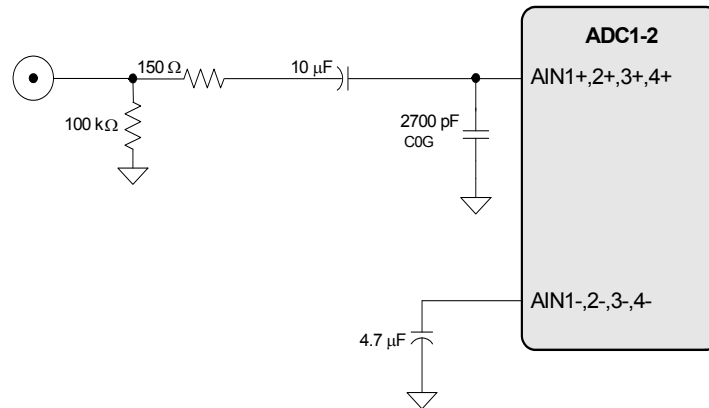 ADC1-2
150 Ω
10 µF
AIN1+,2+,3+,4+
100 kΩ
2700 pF
C0G
AIN1-,2-,3-,4-
4.7 µF